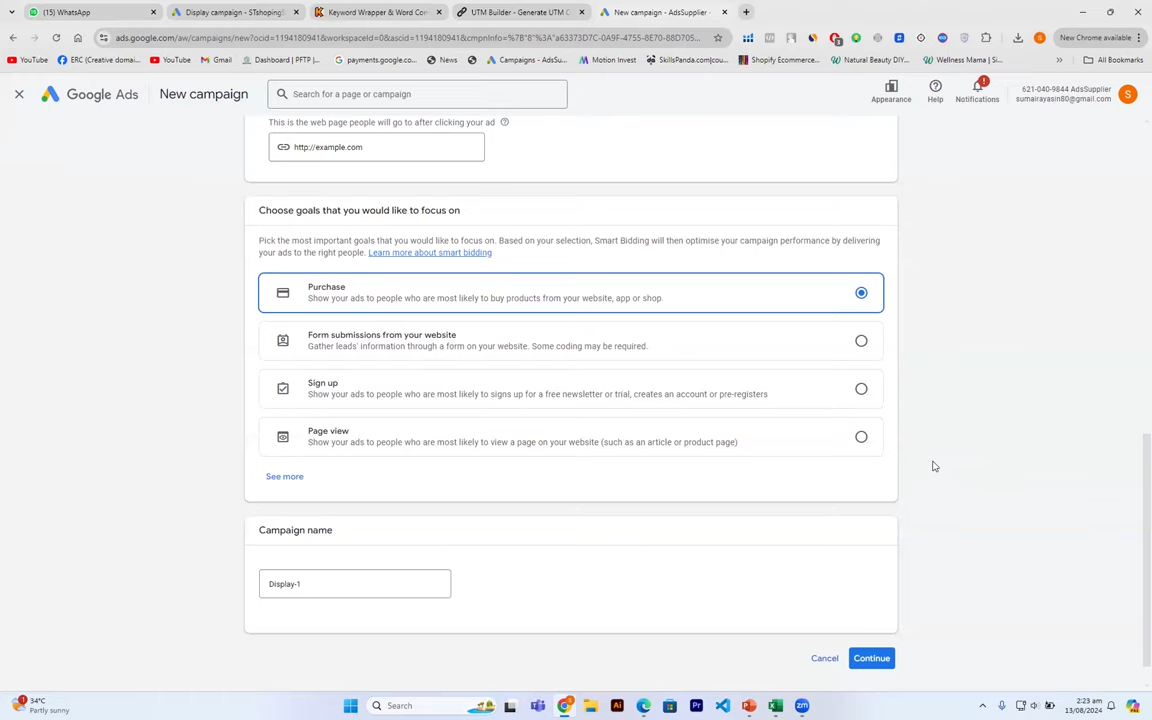 (15) WhatsApp
Display campaign - STshoping
Keyword Wrapper & Word Com
UTM Builder - Generate UTM C
New campaign - AdsSupplier -
ads.google.com/aw/campaigns/new?ocid=1194180941&workspaceId=0&ascid=1194180941&cmpnInfo=%7B"8"%3A"a63373D7C-0A9F-4755-8E70-88D705...
New Chrome available
YouTube
ERC (Creative domai...
YouTube
Gmail
Dashboard | PFTP |...
payments.google.co...
News
Campaigns - AdsSu...
Motion Invest
SkillsPanda.com/cou...
Shopify Ecommerce...
Natural Beauty DIY...
Wellness Mama | Si...
All Bookmarks
Google Ads
New campaign
Search for a page or campaign
Appearance
Help
Notifications
621-040-9844 AdsSupplier
sumairayasin80@gmail.com
This is the web page people will go to after clicking your ad
http://example.com
Choose goals that you would like to focus on
Pick the most important goals that you would like to focus on. Based on your selection, Smart Bidding will then optimise your campaign performance by delivering
your ads to the right people. Learn more about smart bidding
Purchase
Show your ads to people who are most likely to buy products from your website, app or shop.
Form submissions from your website
Gather leads' information through a form on your website. Some coding may be required.
Sign up
Show your ads to people who are most likely to signs up for a free newsletter or trial, creates an account or pre-registers
Page view
Show your ads to people who are most likely to view a page on your website (such as an article or product page)
See more
Campaign name
Display-1
Cancel
Continue
34°C
Partly sunny
Search
2:23 am
13/08/2024